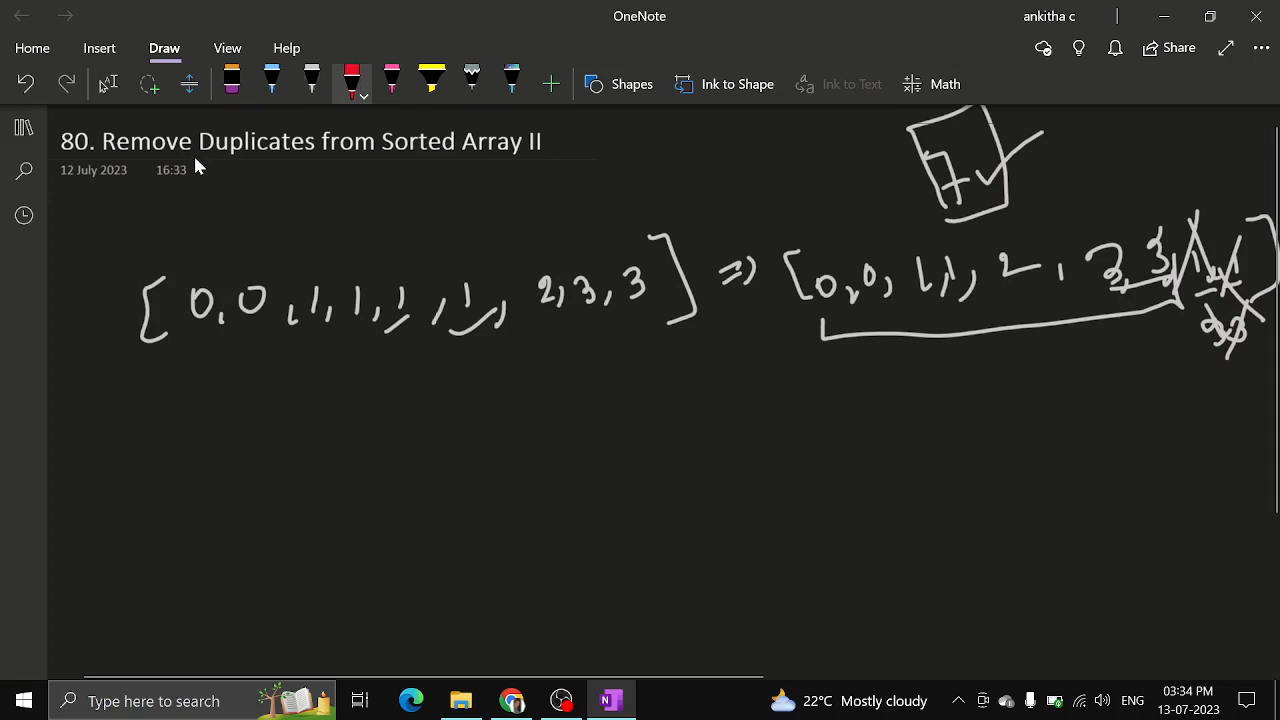 OneNote
ankitha c
Home Insert Draw View Help
Share
Shapes Ink to Shape Ink to Text Math
80. Remove Duplicates from Sorted Array II
12 July 2023 16:33
7
[ 0, 0, 1, 1, 1, 1, 2, 3, 3 ] => [ 0, 0, 1, 1, 2, 3, 3
Type here to search
22°C Mostly cloudy
ENG
03:34 PM
13-07-2023